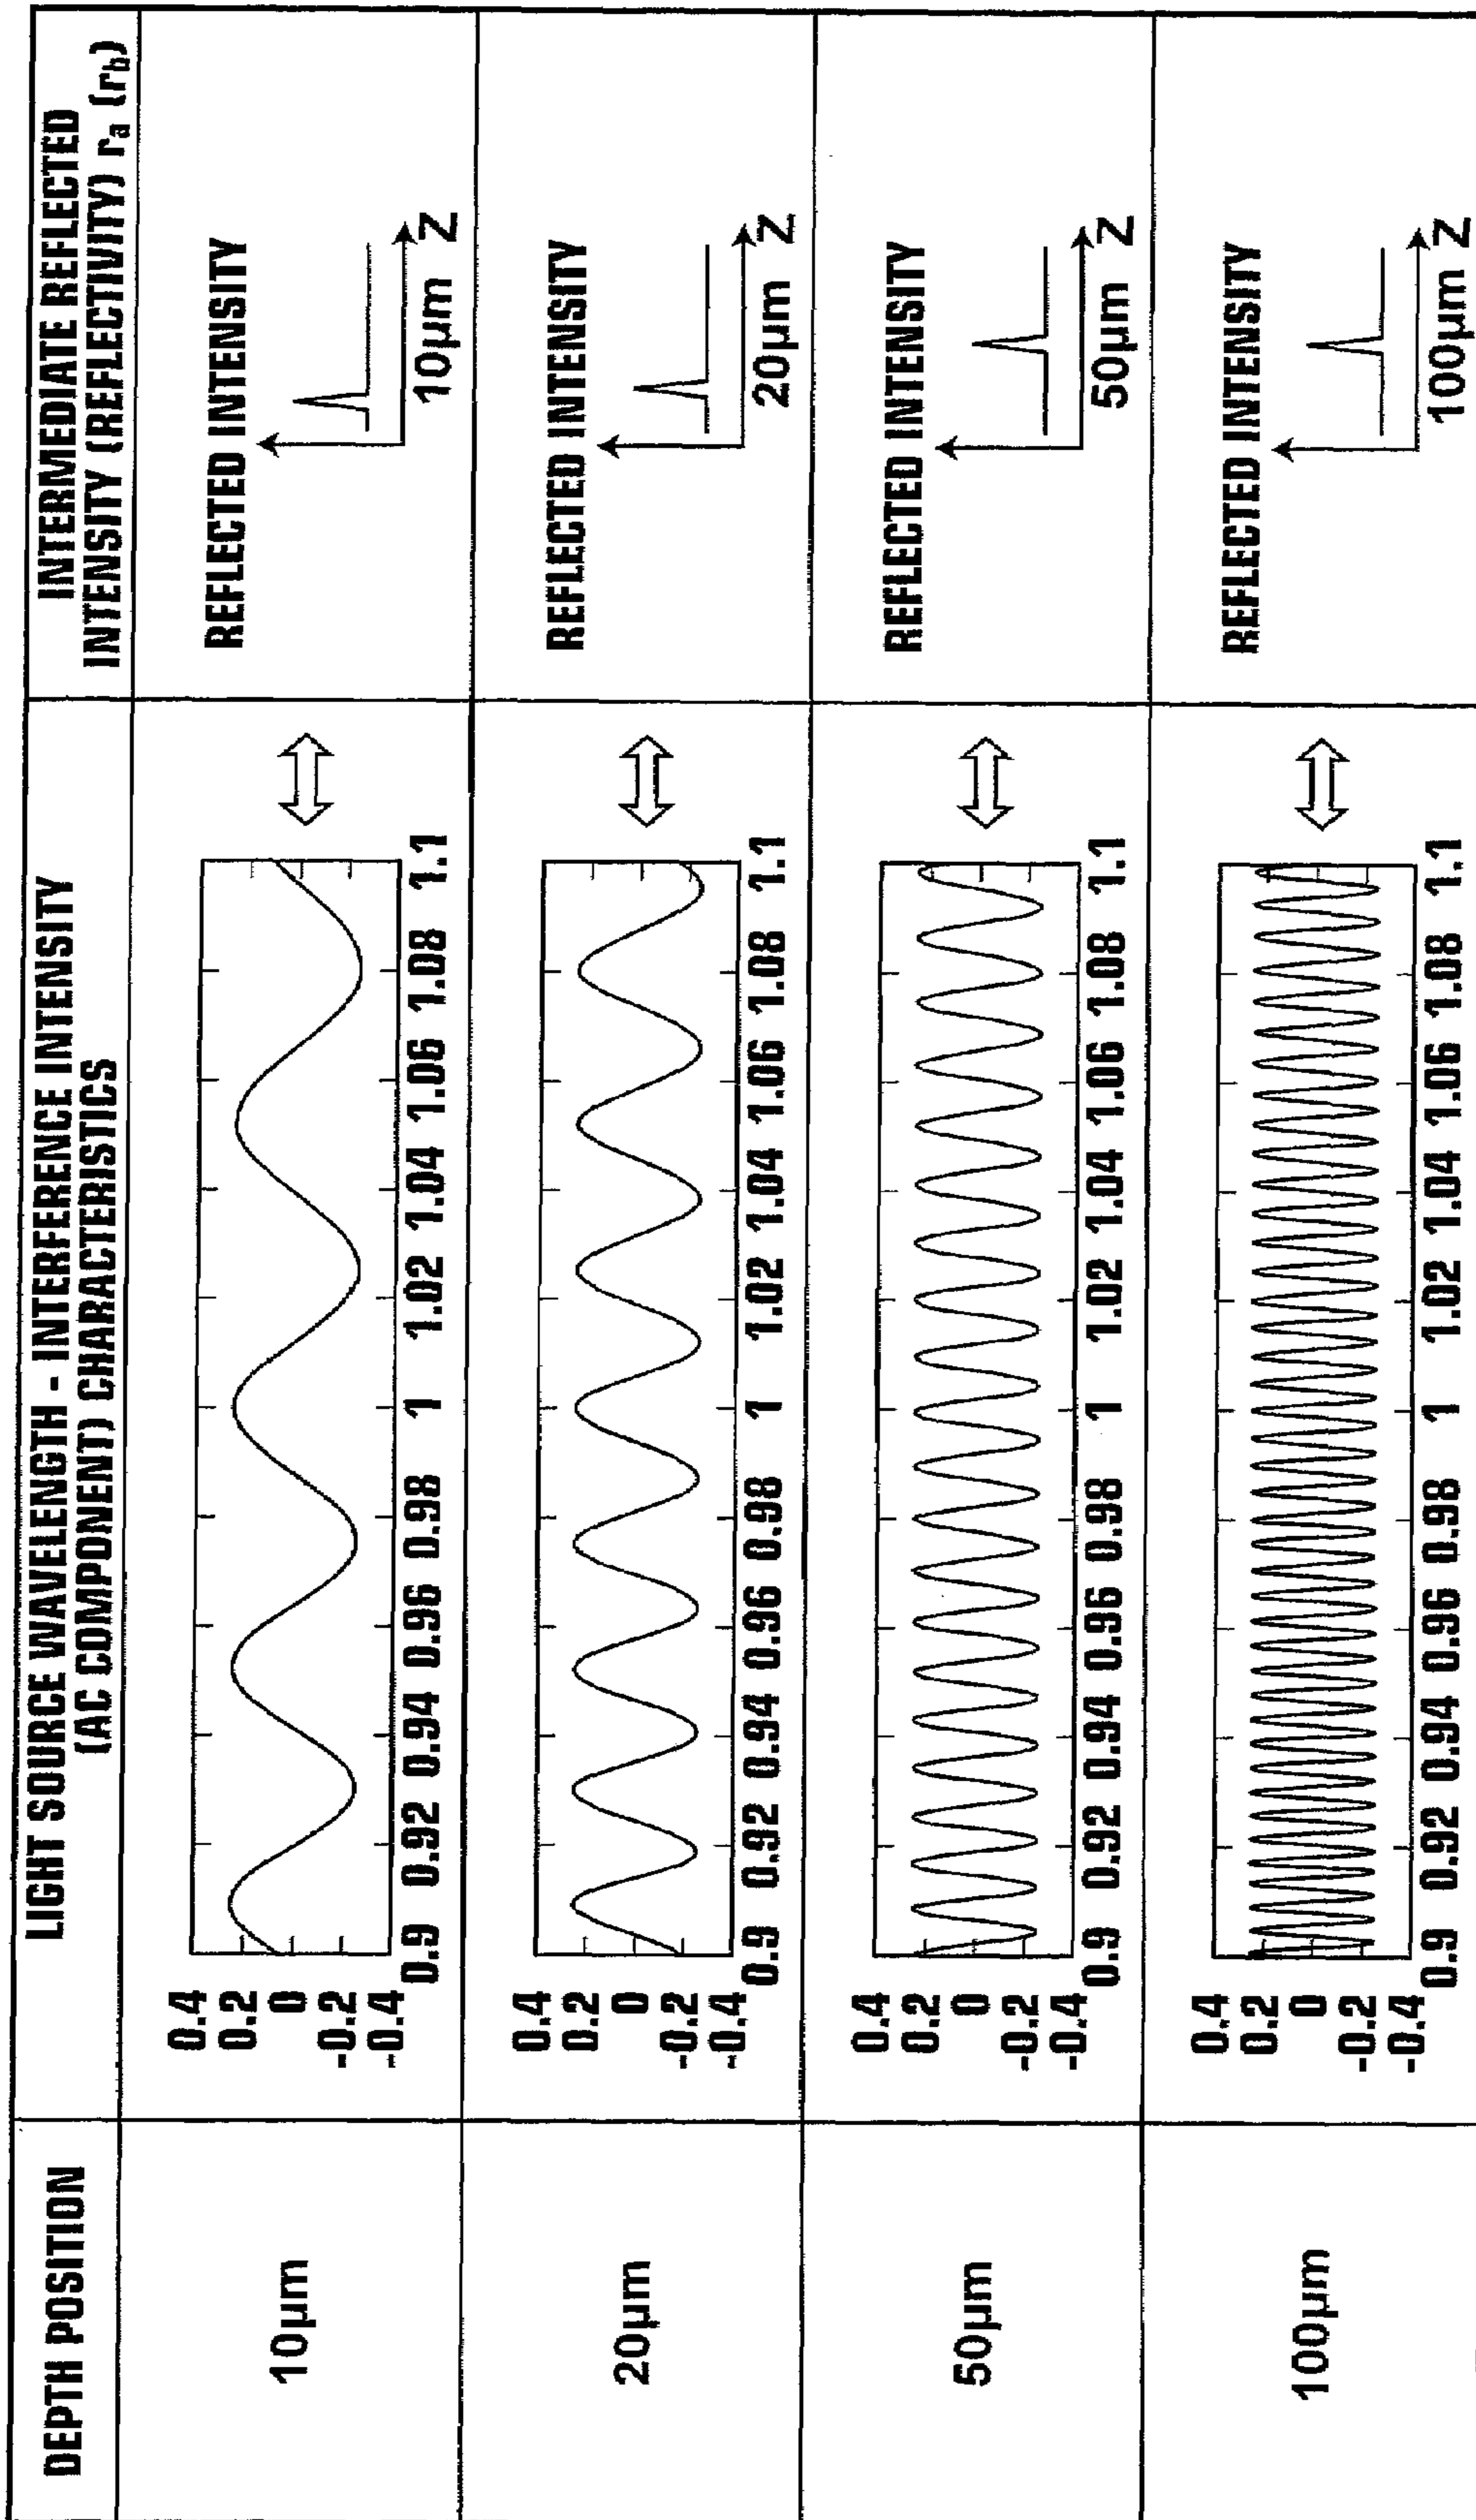 DEPTH POSITION
LIGHT SOURCE WAVELENGTH - INTERFERENCE INTENSITY
(AC COMPONENT) CHARACTERISTICS
INTERMEDIATE REFLECTED
INTENSITY (REFLECTIVITY) ra (rb)
10μm
0.4
0.2
0
-0.2
-0.4
0.9 0.92 0.94 0.96 0.98 1 1.02 1.04 1.06 1.08 1.1
REFLECTED INTENSITY
10μm Z
20μm
0.4
0.2
0
-0.2
-0.4
0.9 0.92 0.94 0.96 0.98 1 1.02 1.04 1.06 1.08 1.1
REFLECTED INTENSITY
20μm Z
50μm
0.4
0.2
0
-0.2
-0.4
0.9 0.92 0.94 0.96 0.98 1 1.02 1.04 1.06 1.08 1.1
REFLECTED INTENSITY
50μm Z
100μm
0.4
0.2
0
-0.2
-0.4
0.9 0.92 0.94 0.96 0.98 1 1.02 1.04 1.06 1.08 1.1
REFLECTED INTENSITY
100μm Z